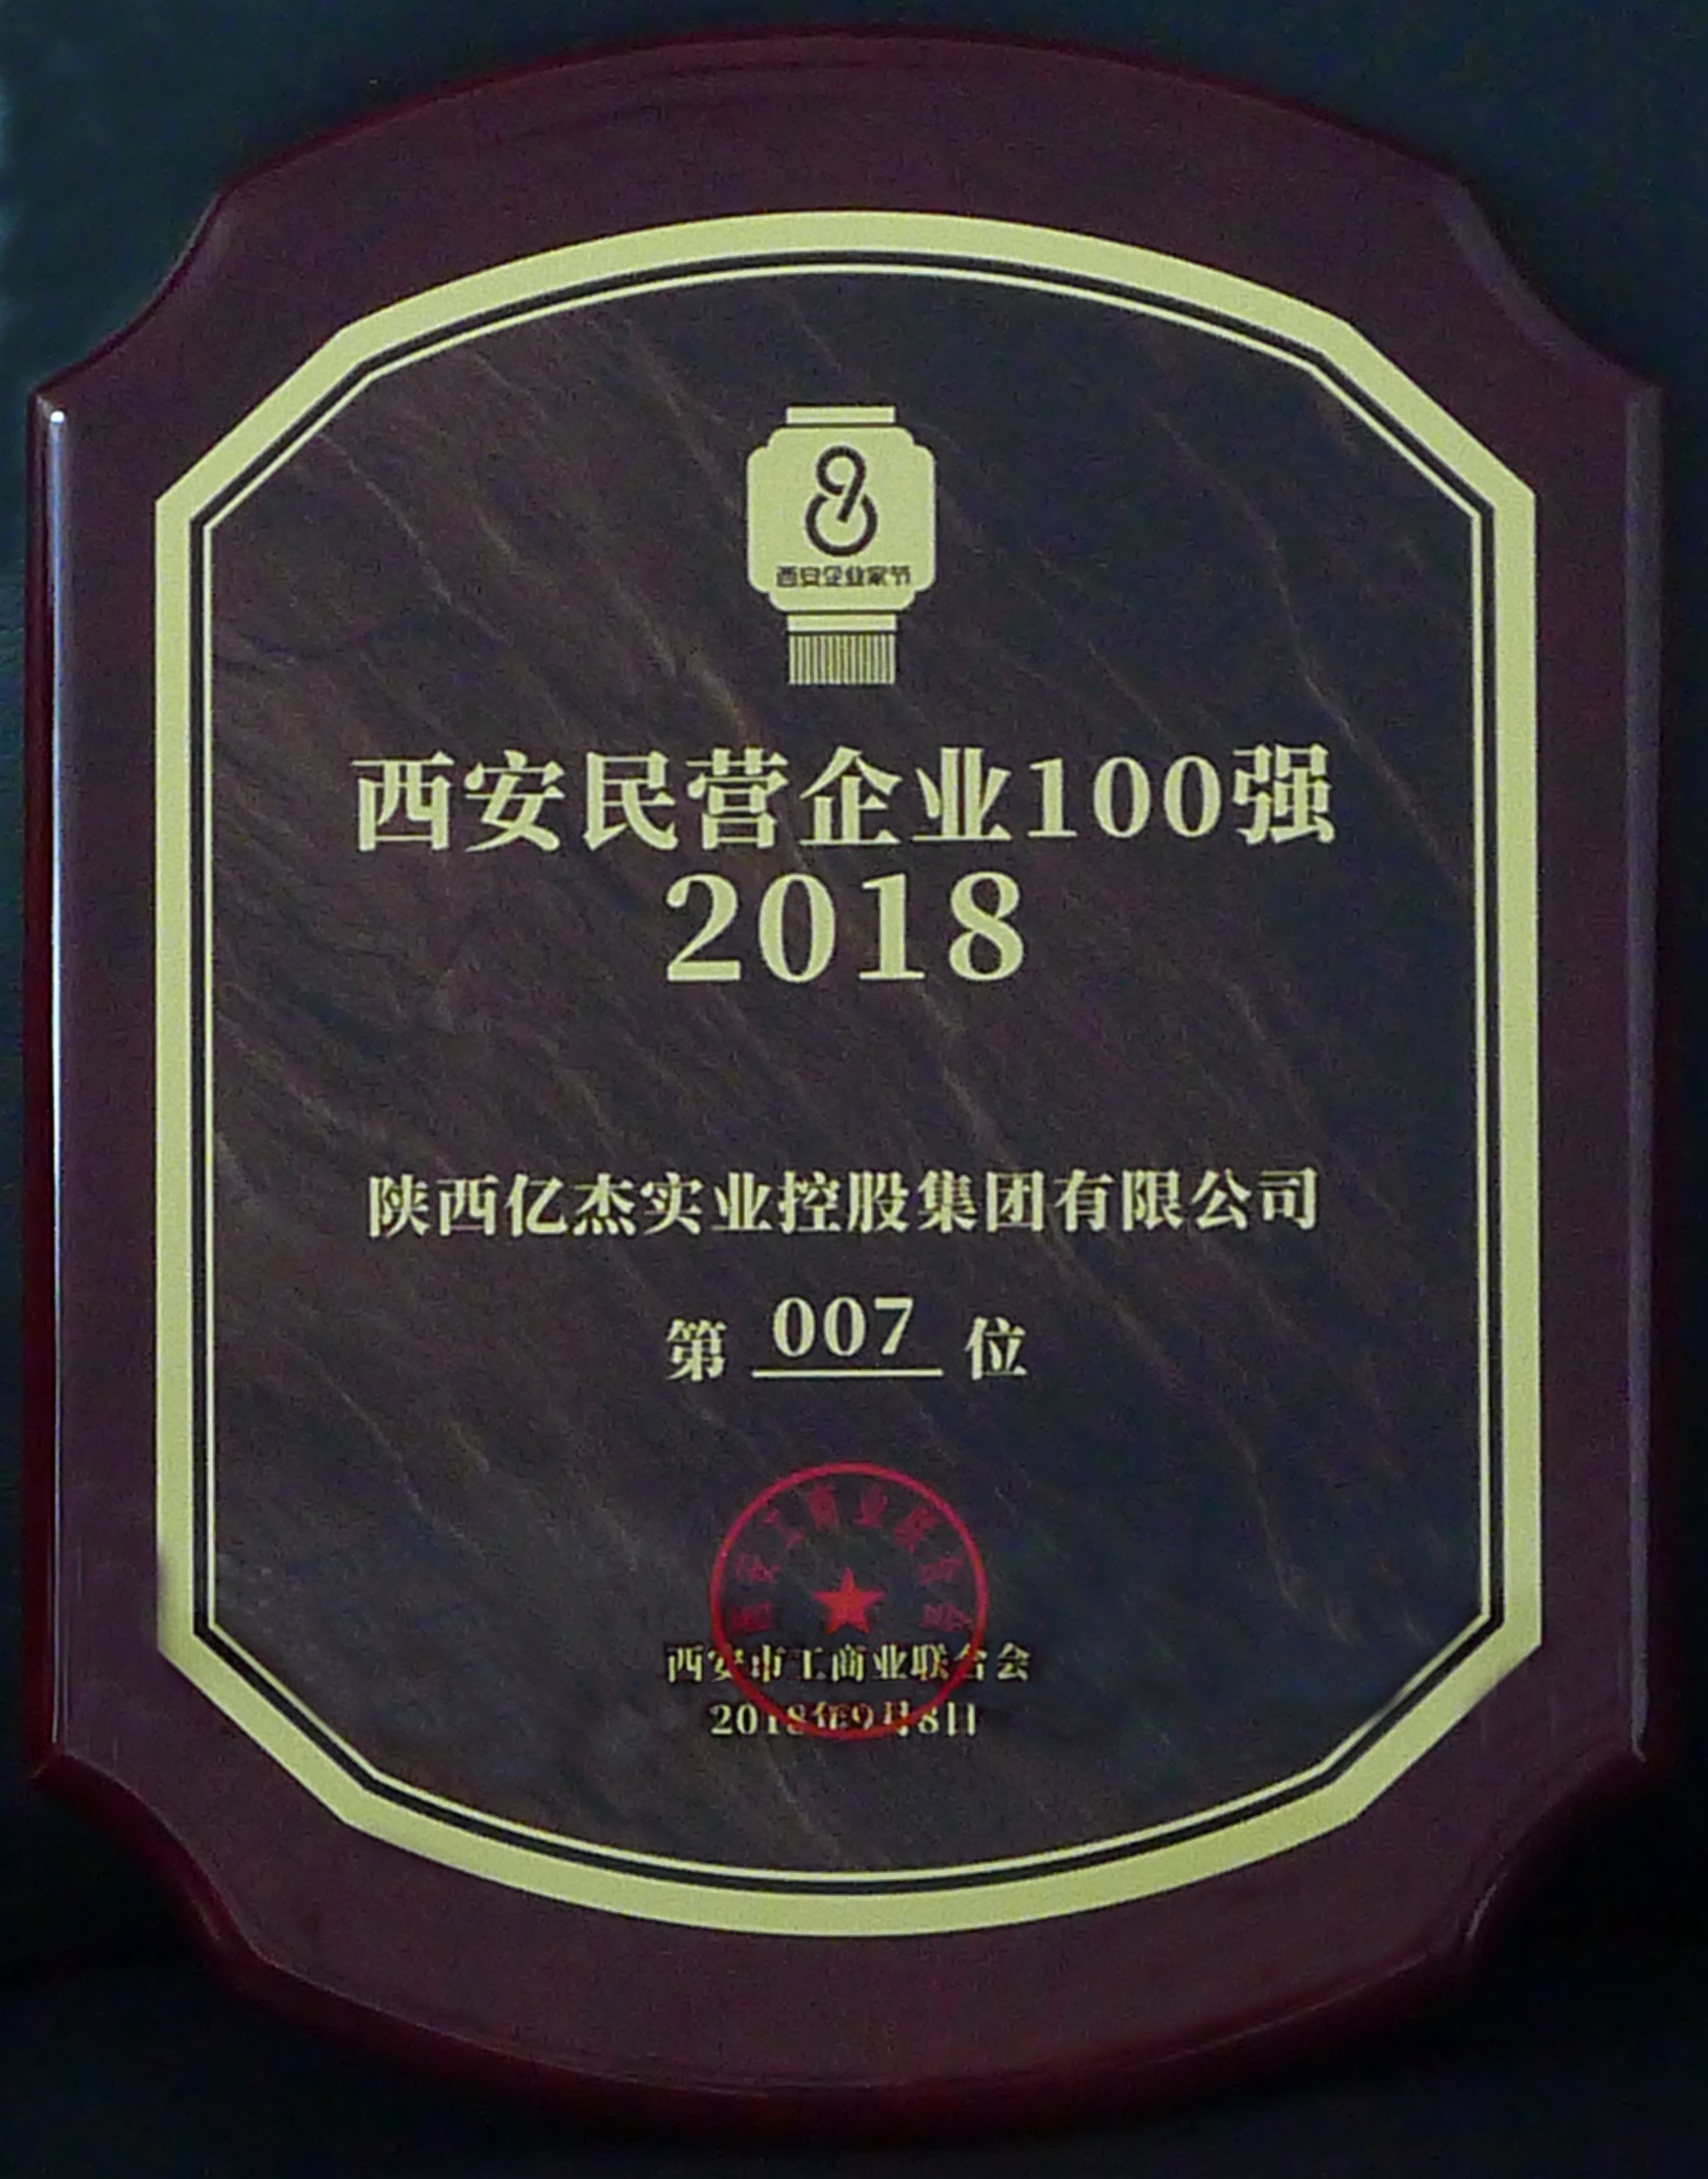 西安企业家节
西安民营企业100强
2018
陕西亿杰实业控股集团有限公司
第 007 位
西安市工商业联合会
2018年9月8日